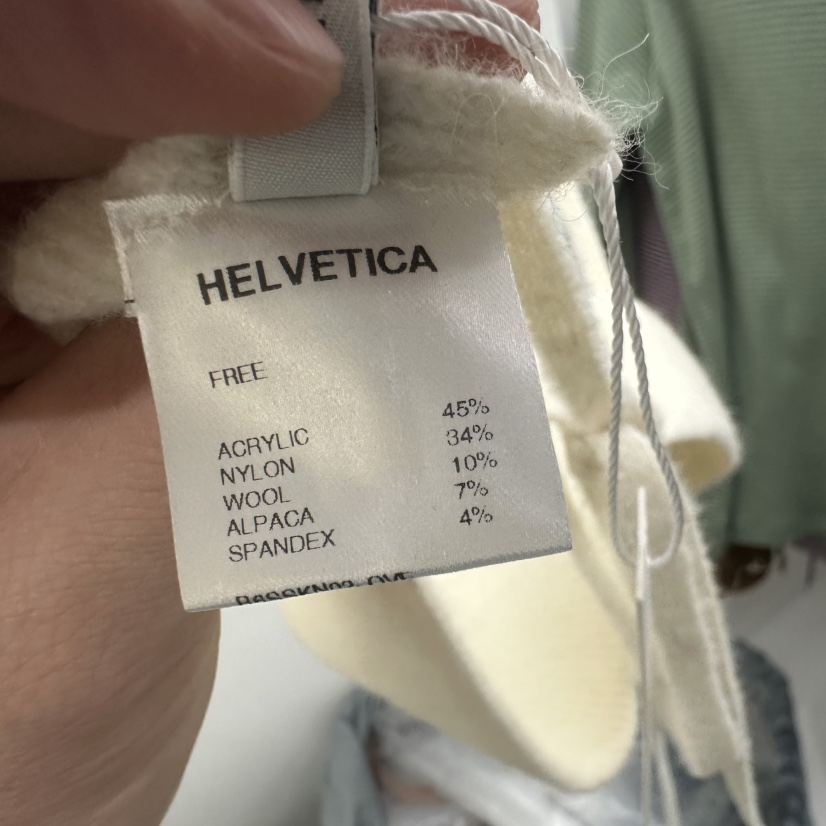 HELVETICA
FREE
ACRYLIC 45%
NYLON 34%
WOOL 10%
ALPACA 7%
SPANDEX 4%